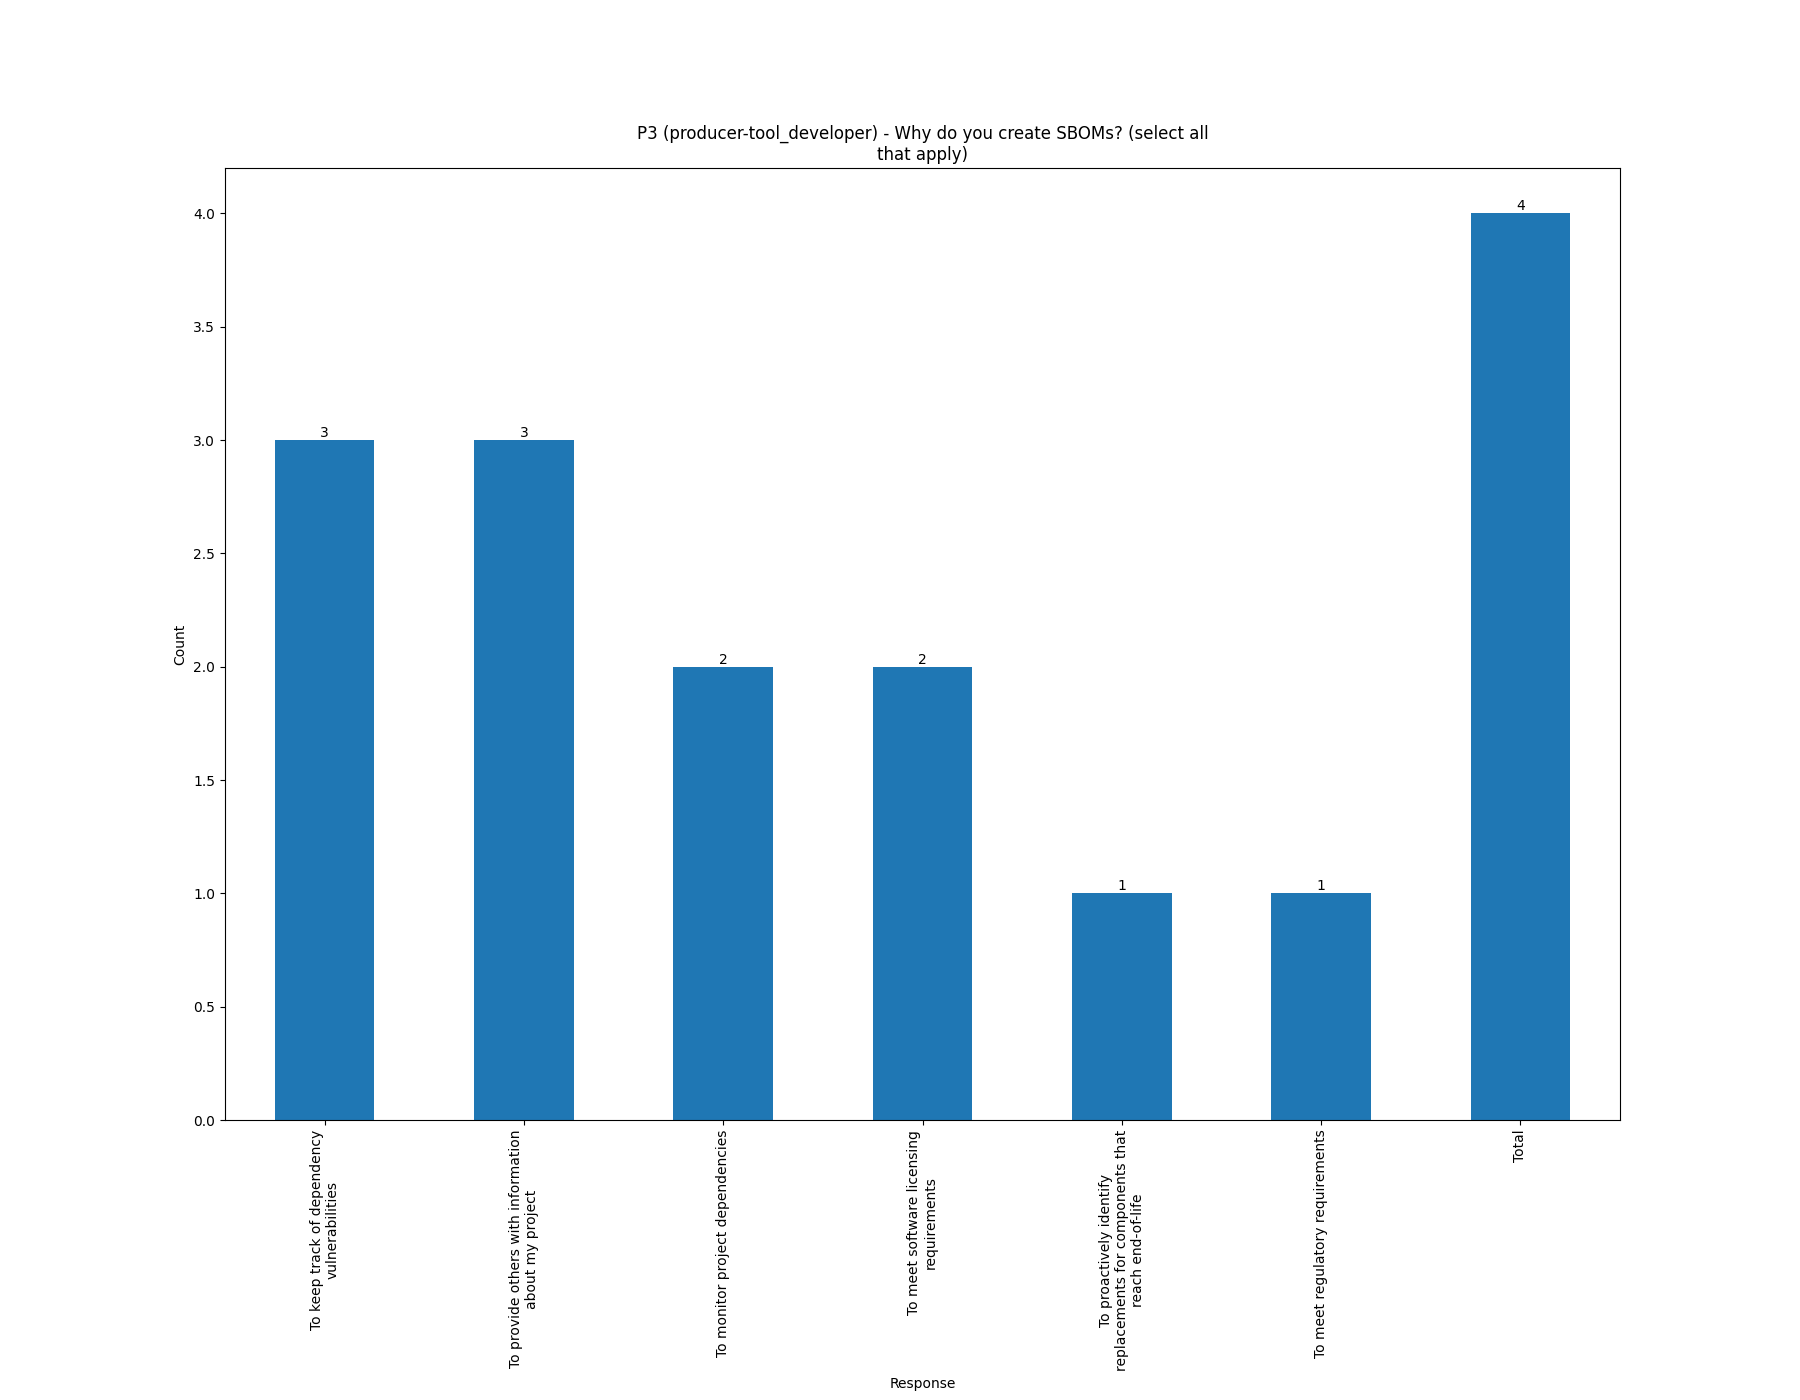 P3 (producer-tool_developer) - Why do you create SBOMs? (select all
that apply)
Count
4.0
3.5
3.0
2.5
2.0
1.5
1.0
0.5
0.0
3
3
2
2
1
1
4
To keep track of dependency
vulnerabilities
To provide others with information
about my project
To monitor project dependencies
To meet software licensing
requirements
To proactively identify
replacements for components that
reach end-of-life
To meet regulatory requirements
Total
Response